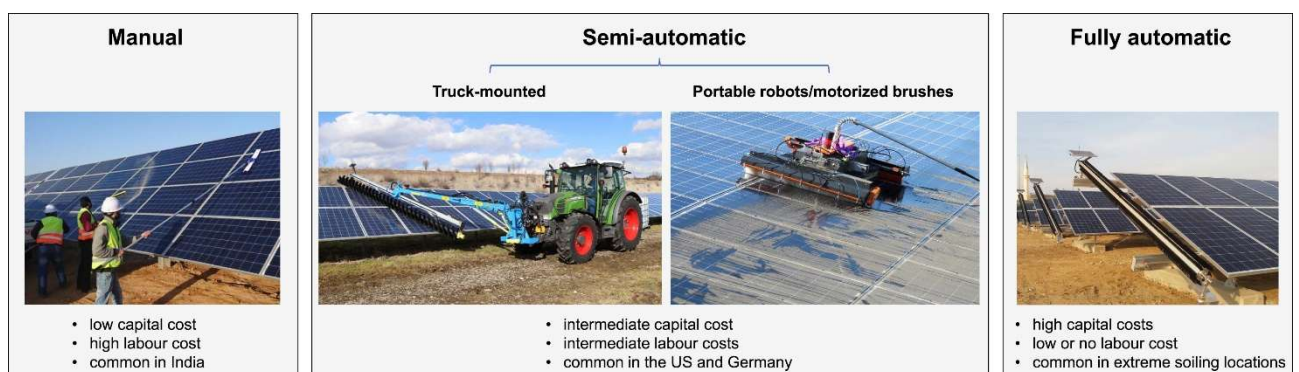 Manual
• low capital cost
• high labour cost
• common in India
Semi-automatic
Truck-mounted
Portable robots/motorized brushes
• intermediate capital cost
• intermediate labour costs
• common in the US and Germany
Fully automatic
• high capital costs
• low or no labour cost
• common in extreme soiling locations